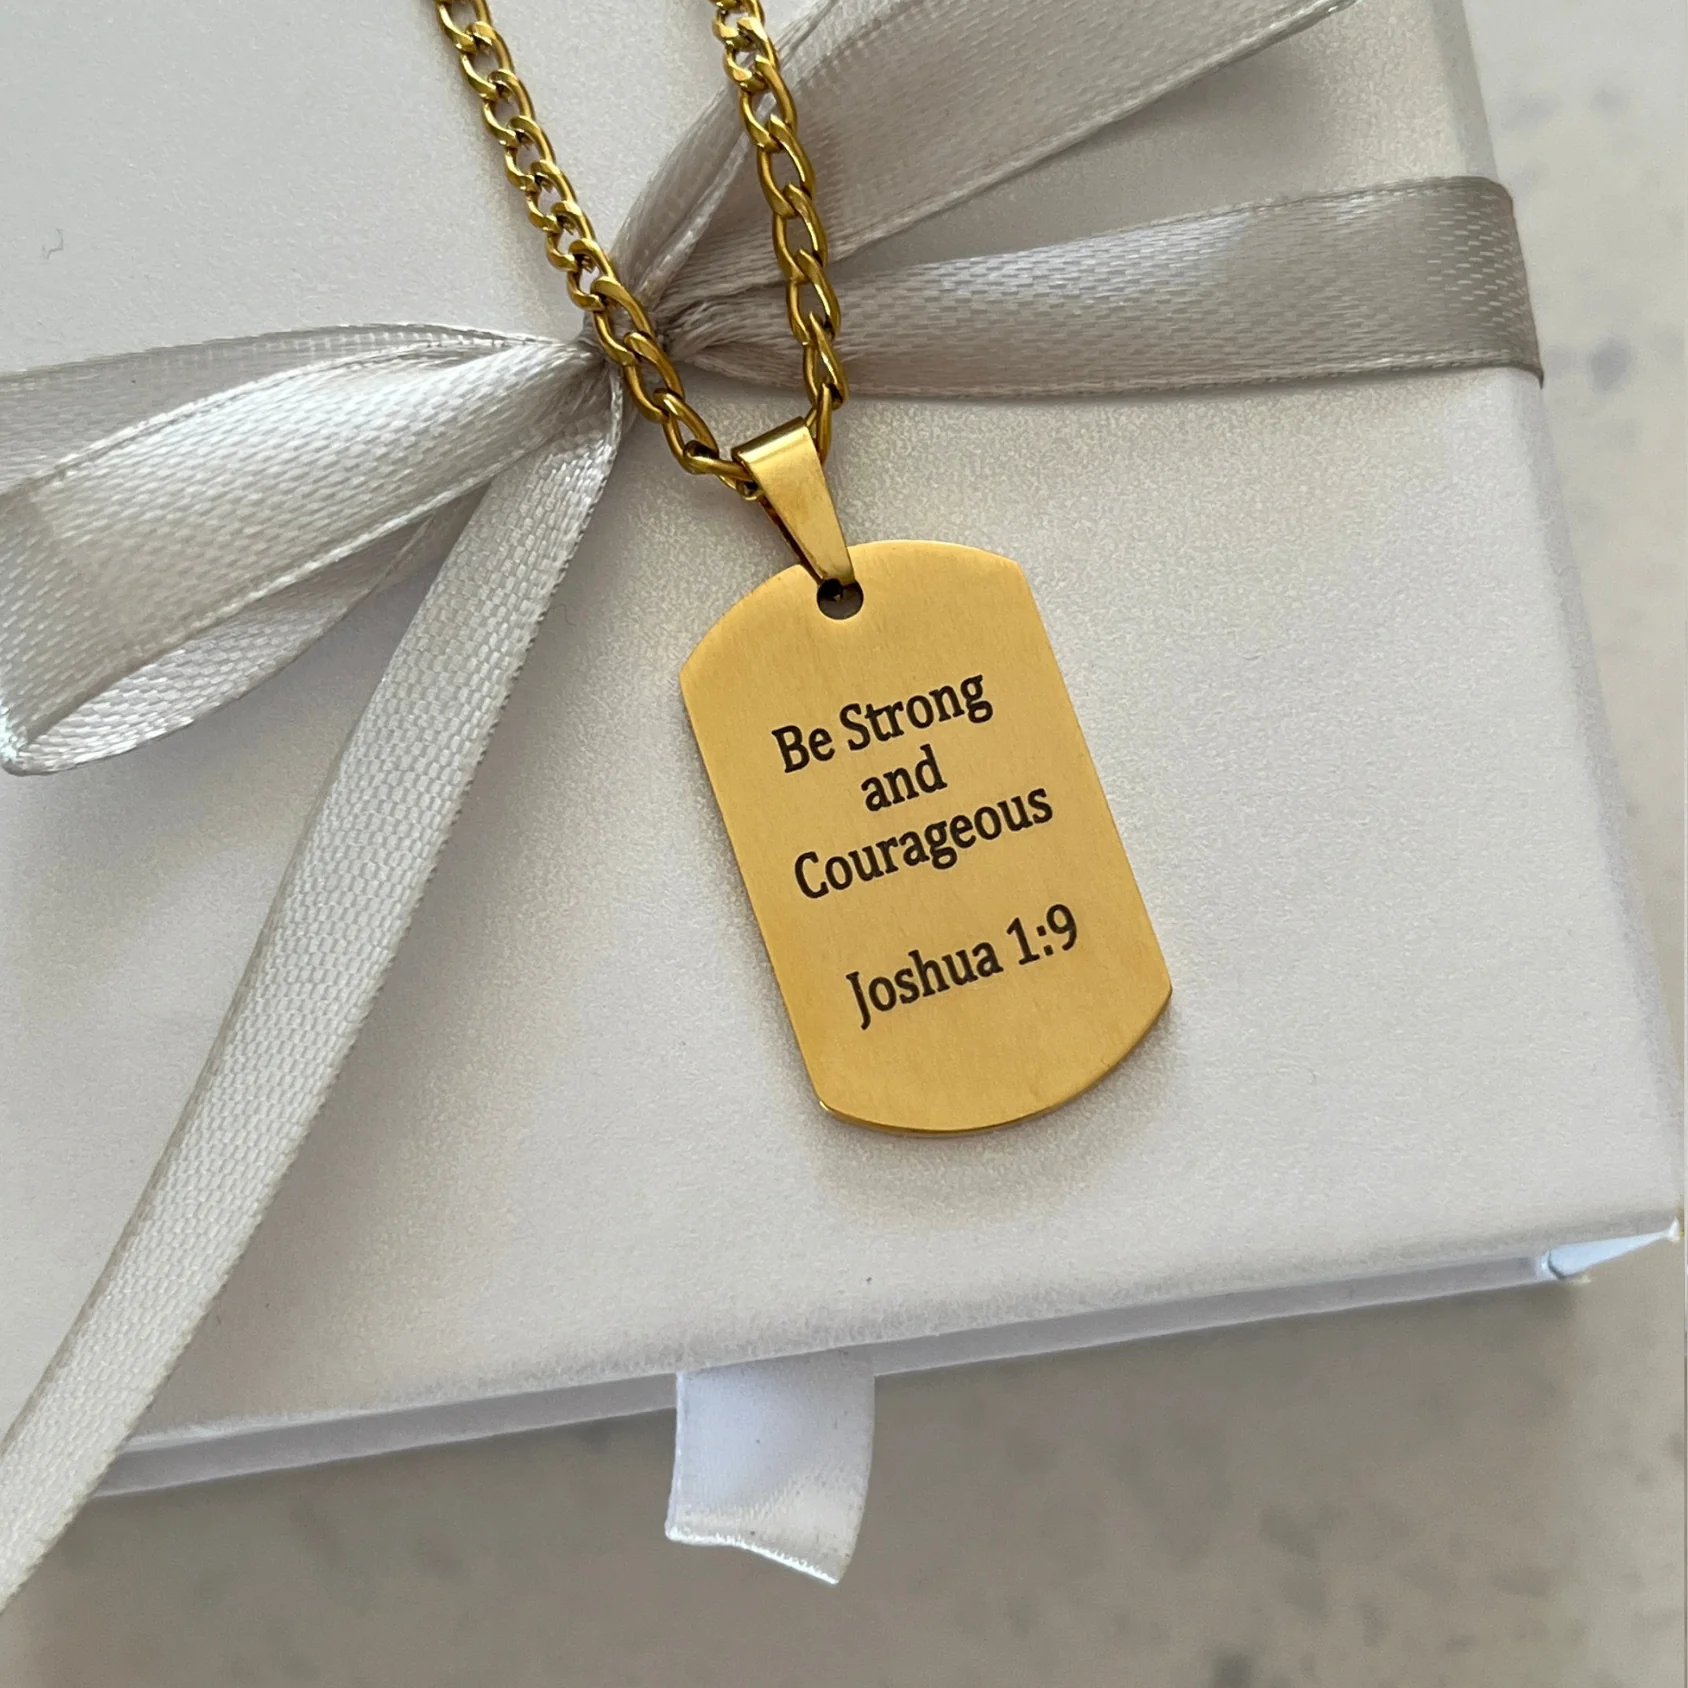 Be Strong
and
Courageous
Joshua 1:9